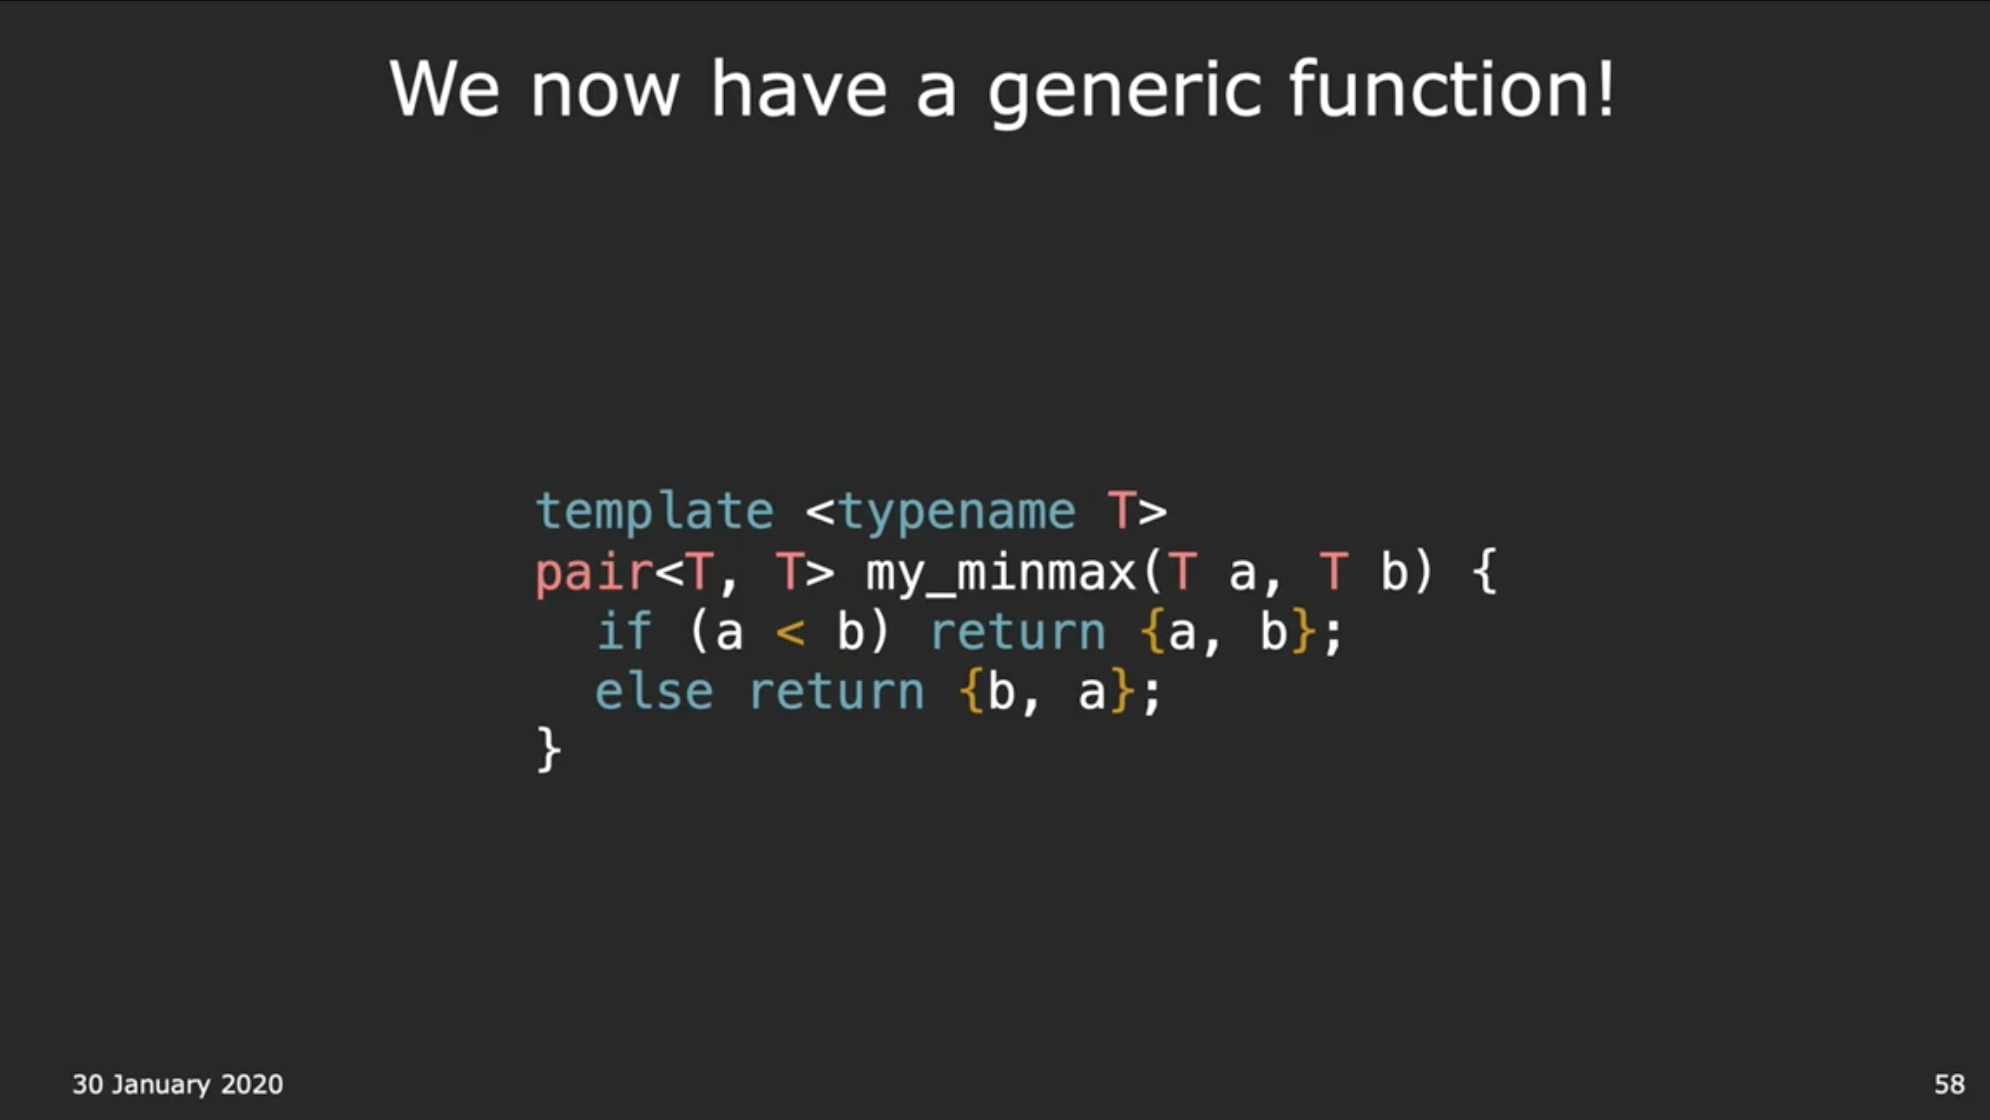 We now have a generic function!
template <typename T>
pair<T, T> my_minmax(T a, T b) {
  if (a < b) return {a, b};
  else return {b, a};
}
30 January 2020
58